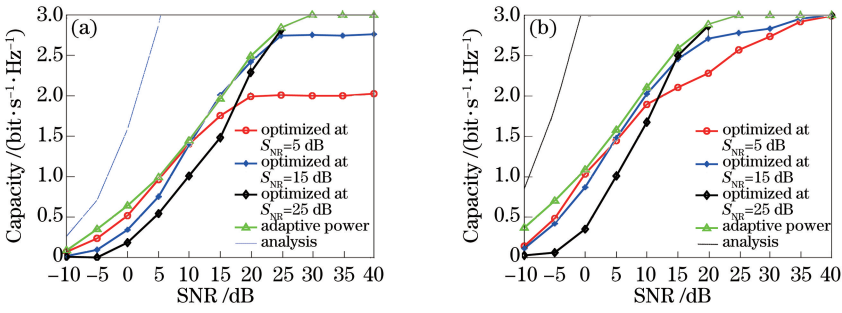 (a)
Capacity /(bit·s⁻¹·Hz⁻¹)
3.0
2.5
2.0
1.5
1.0
0.5
0
−10 −5 0 5 10 15 20 25 30 35 40
SNR /dB
optimized at
S_NR=5 dB
optimized at
S_NR=15 dB
optimized at
S_NR=25 dB
adaptive power
analysis
(b)
Capacity /(bit·s⁻¹·Hz⁻¹)
3.0
2.5
2.0
1.5
1.0
0.5
0
−10 −5 0 5 10 15 20 25 30 35 40
SNR /dB
optimized at
S_NR=5 dB
optimized at
S_NR=15 dB
optimized at
S_NR=25 dB
adaptive power
analysis